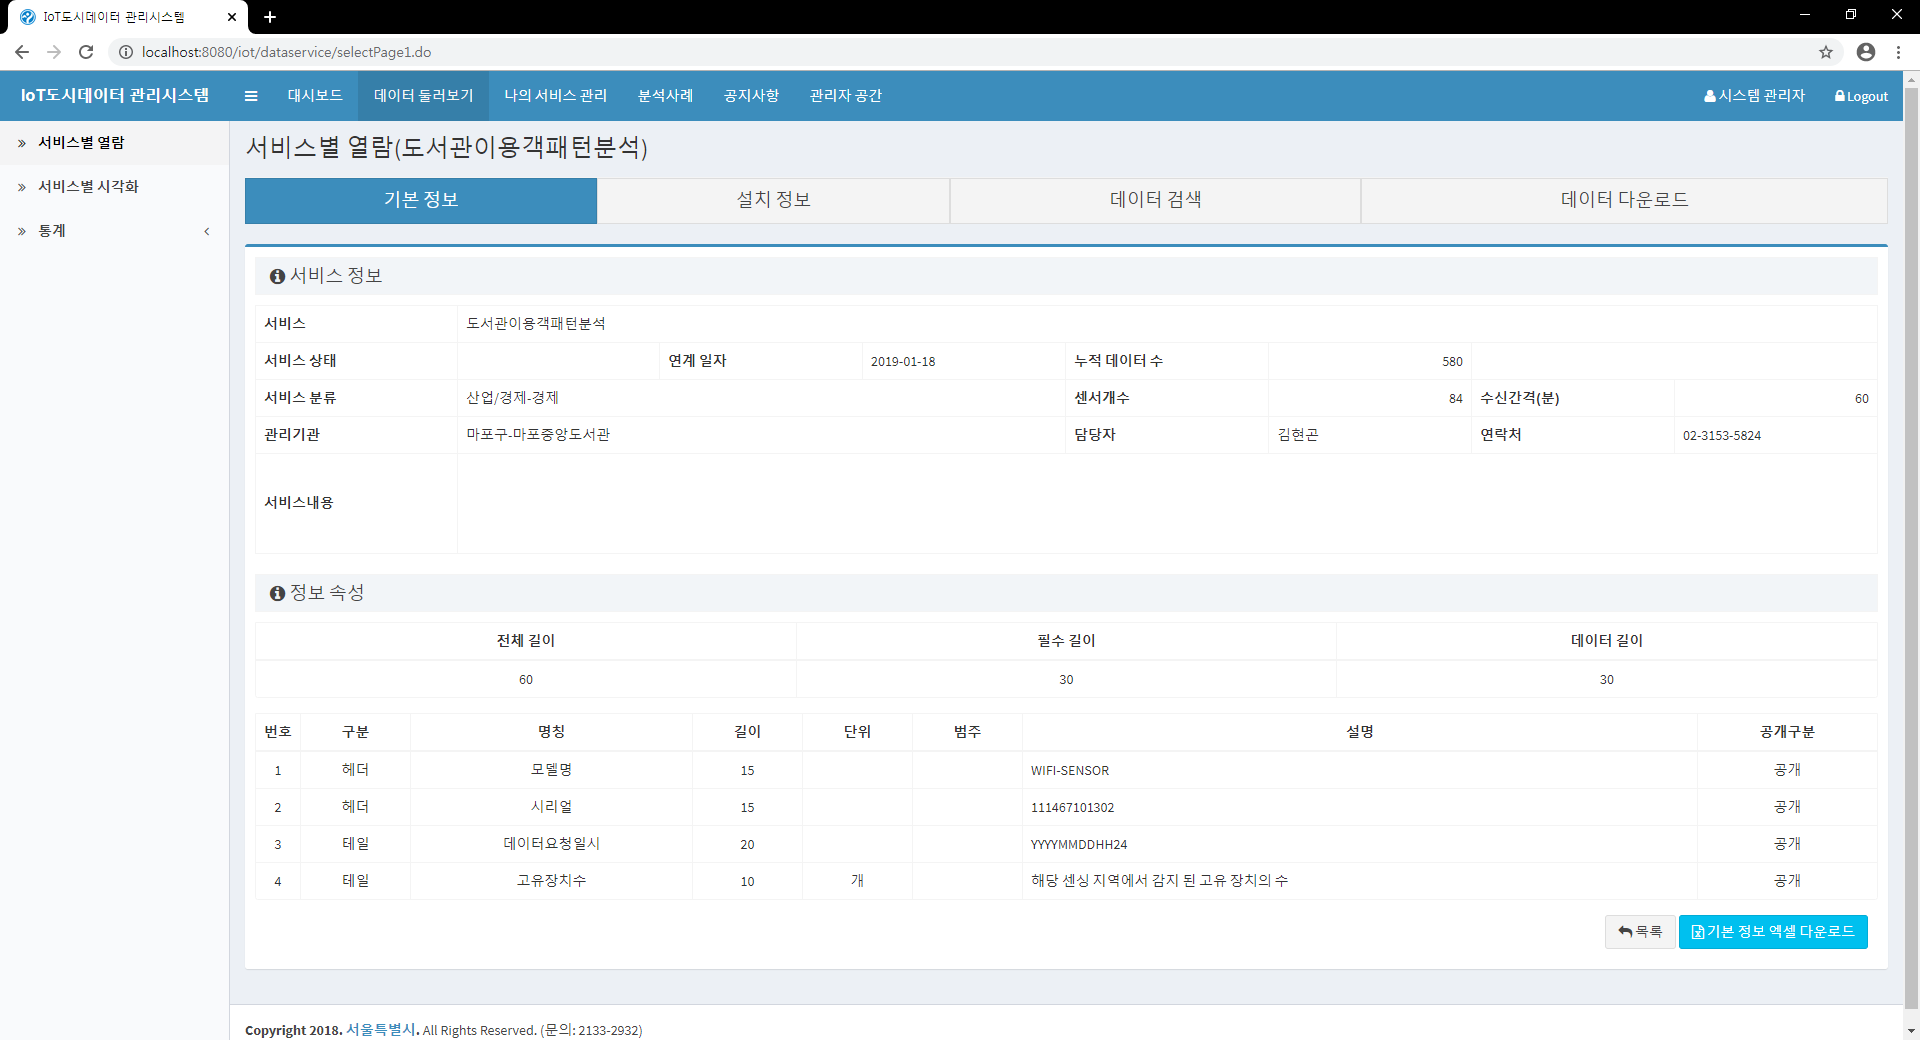 IoT도시데이터 관리시스템
localhost:8080/iot/dataservice/selectPage1.do
IoT도시데이터 관리시스템 대시보드 데이터 둘러보기 나의 서비스 관리 분석사례 공지사항 관리자 공간 시스템 관리자 Logout
» 서비스별 열람
» 서비스별 시각화
» 통계
서비스별 열람(도서관이용객패턴분석)
기본 정보 설치 정보 데이터 검색 데이터 다운로드
서비스 정보
서비스 도서관이용객패턴분석
서비스 상태 연계 일자 2019-01-18 누적 데이터 수 580
서비스 분류 산업/경제-경제 센서개수 84 수신간격(분) 60
관리기관 마포구-마포중앙도서관 담당자 김현곤 연락처 02-3153-5824
서비스내용
정보 속성
전체 길이 필수 길이 데이터 길이
60 30 30
번호 구분 명칭 길이 단위 범주 설명 공개구분
1 헤더 모델명 15 WIFI-SENSOR 공개
2 헤더 시리얼 15 111467101302 공개
3 테일 데이터요청일시 20 YYYYMMDDHH24 공개
4 테일 고유장치수 10 개 해당 센싱 지역에서 감지 된 고유 장치의 수 공개
목록 기본 정보 엑셀 다운로드
Copyright 2018. 서울특별시. All Rights Reserved. (문의: 2133-2932)